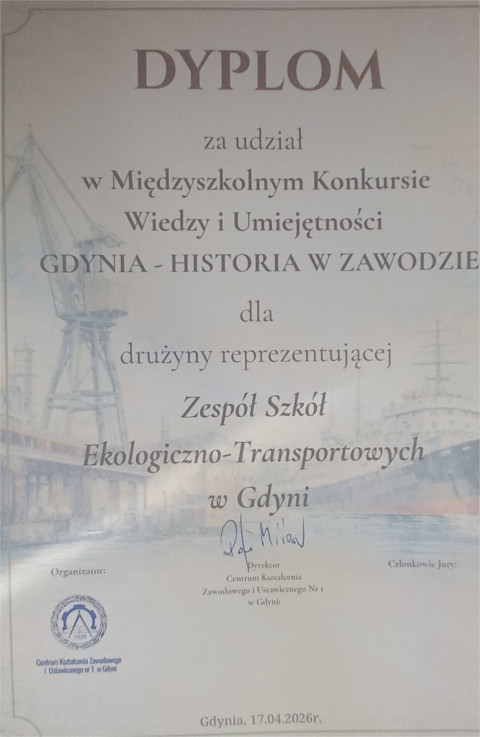 DYPLOM
za udział
w Międzyszkolnym Konkursie
Wiedzy i Umiejętności
GDYNIA - HISTORIA W ZAWODZIE
dla
drużyny reprezentującej
Zespół Szkół
Ekologiczno-Transportowych
w Gdyni
Organizator:
Dyrektor
Centrum Kształcenia
Zawodowego i Ustawicznego Nr 1
w Gdyni:
Członkowie Jury:
1928
Centrum Kształcenia Zawodowego
i Ustawicznego nr 1 w Gdyni
Gdynia, 17.04.2026r.